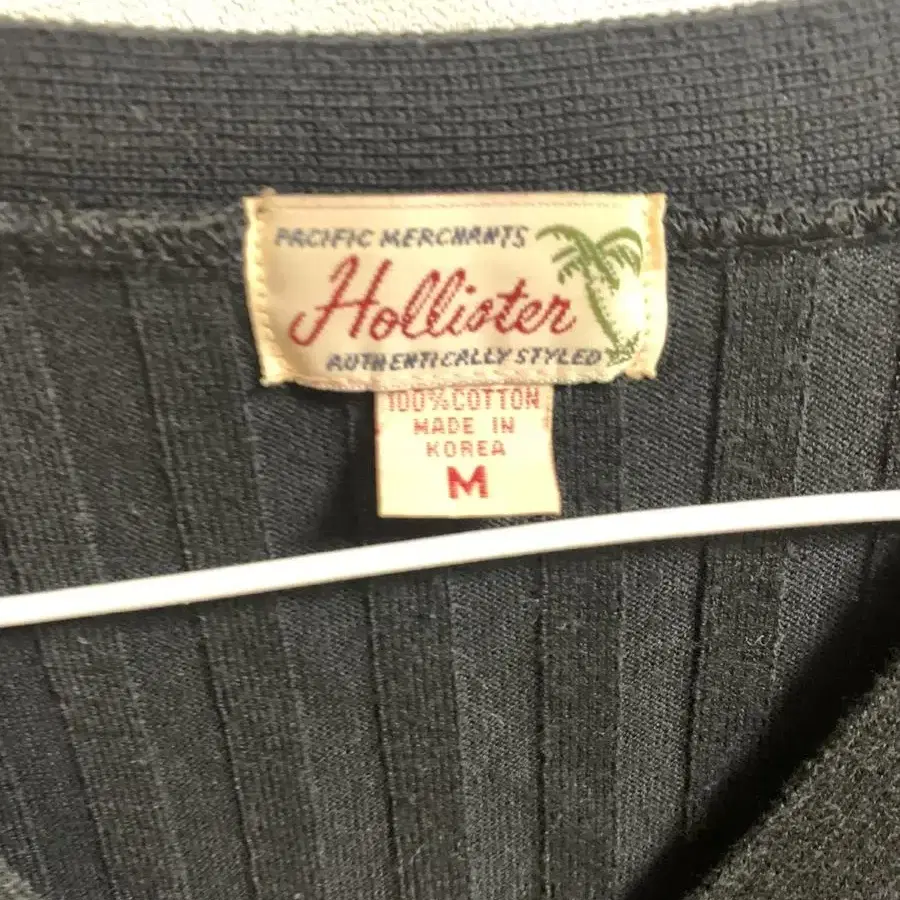 PACIFIC MERCHANTS
Hollister
AUTHENTICALLY STYLED
100% COTTON
MADE IN
KOREA
M